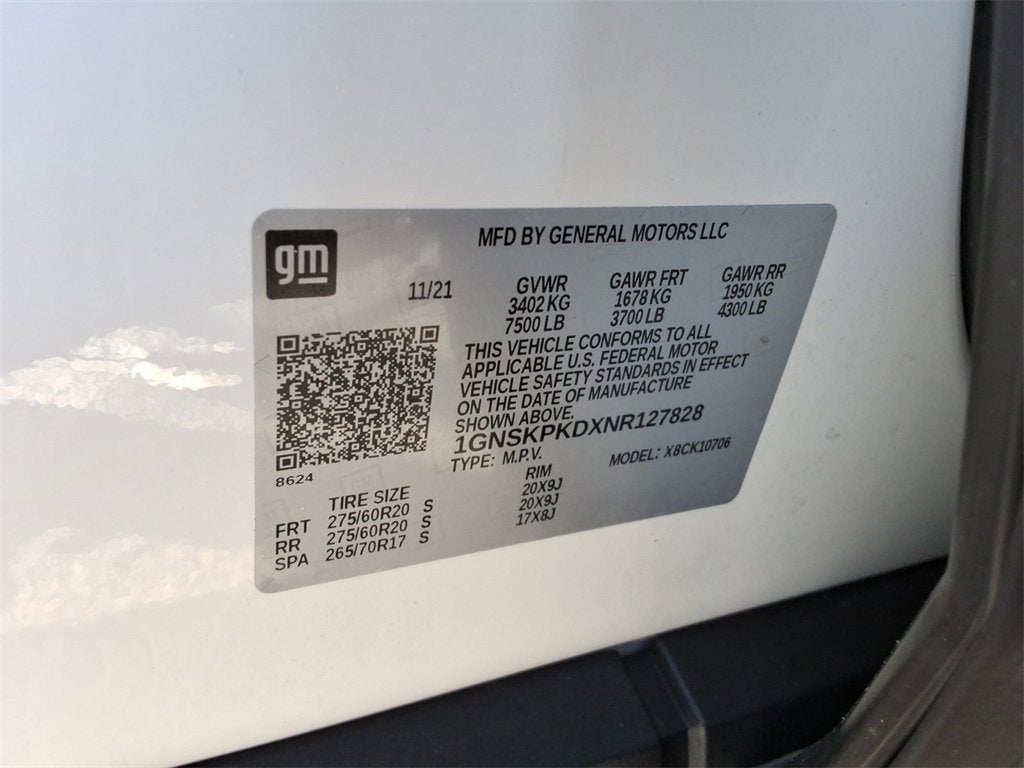 gm
MFD BY GENERAL MOTORS LLC
11/21
GVWR GAWR FRT GAWR RR
3402 KG 1678 KG 1950 KG
7500 LB 3700 LB 4300 LB
THIS VEHICLE CONFORMS TO ALL
APPLICABLE U.S. FEDERAL MOTOR
VEHICLE SAFETY STANDARDS IN EFFECT
ON THE DATE OF MANUFACTURE
SHOWN ABOVE.
1GNSKPKDXNR127828
TYPE: M.P.V. MODEL: X8CK10706
8624
TIRE SIZE RIM
FRT 275/60R20 S 20X9J
RR 275/60R20 S 20X9J
SPA 265/70R17 S 17X8J